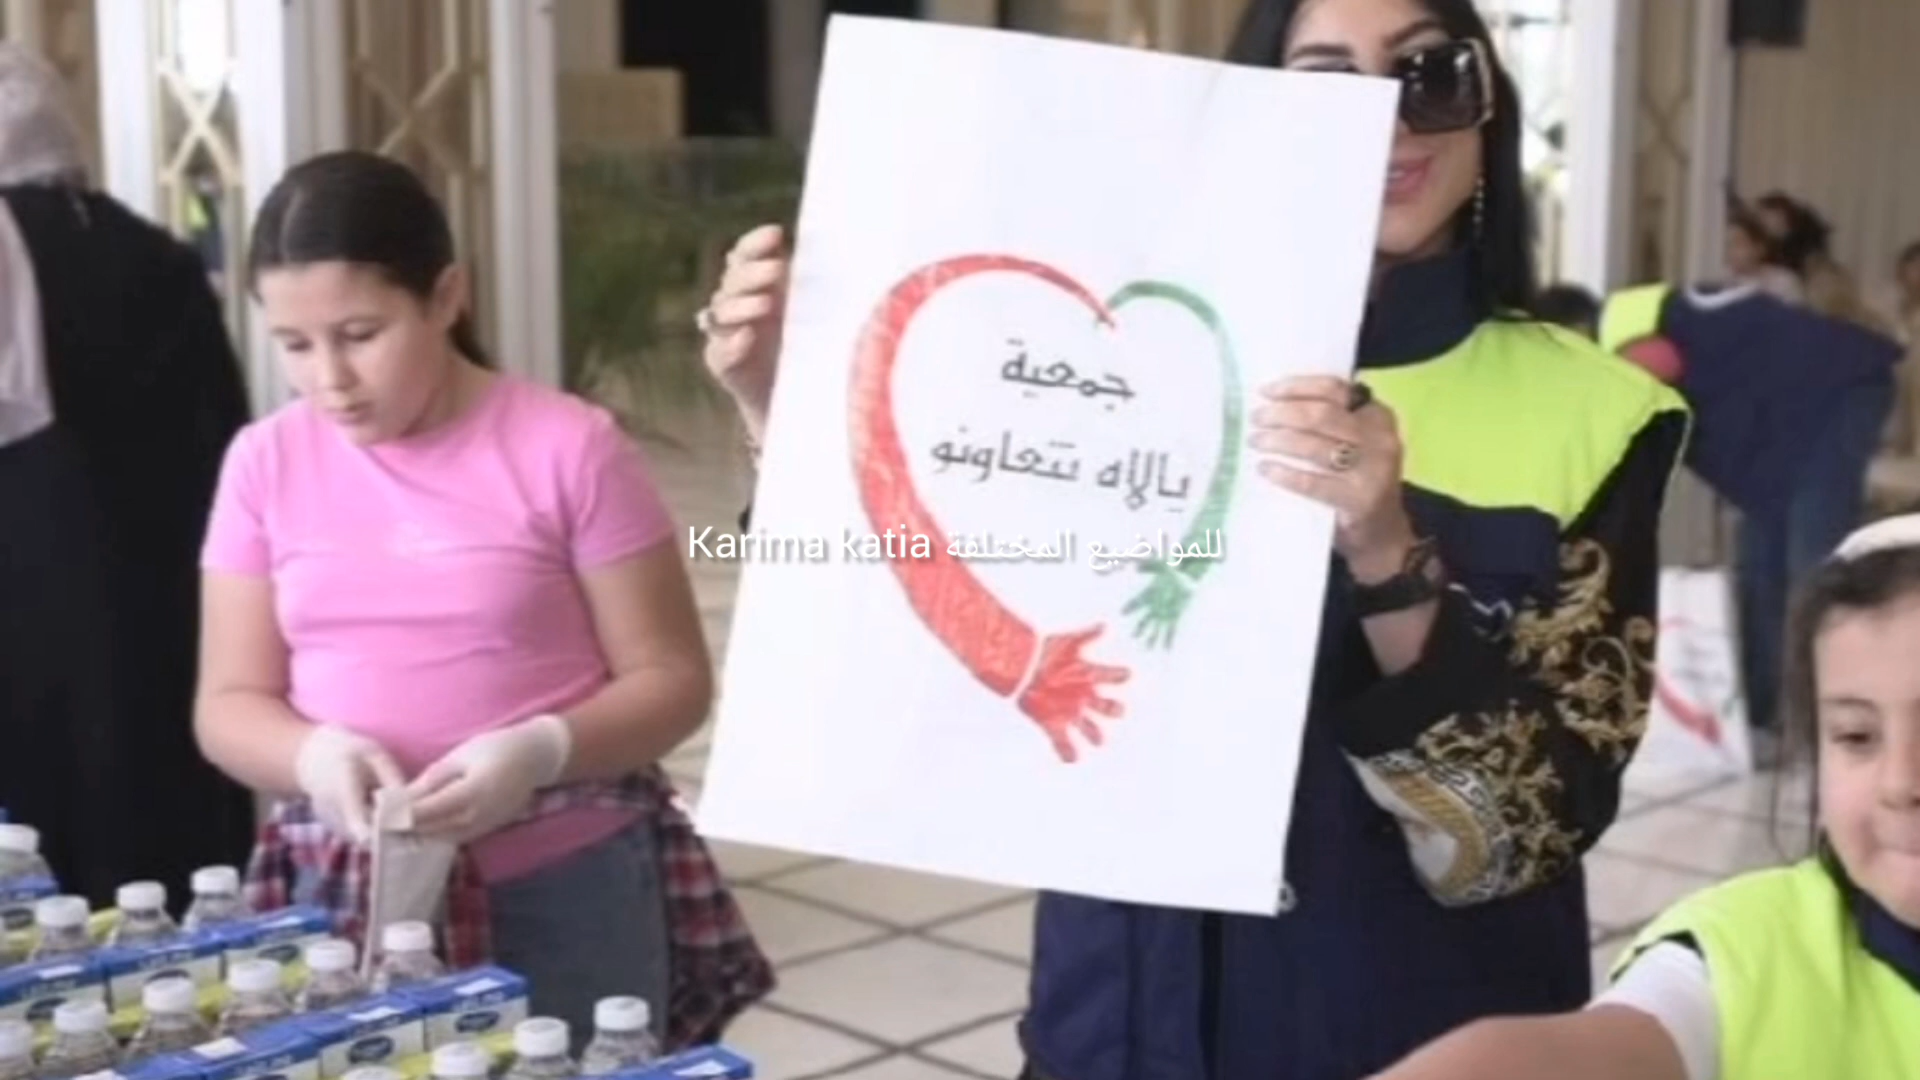 جمعية
يالاه نتعاونو
Karima katia للمواضيع المختلفة